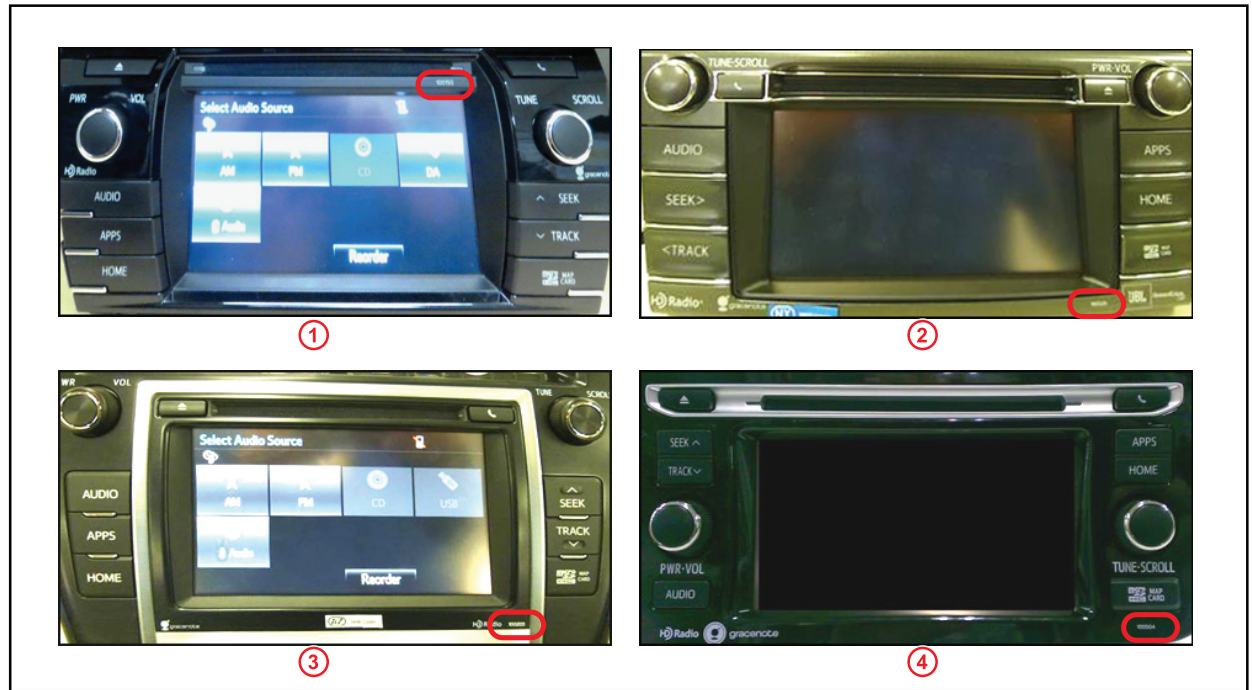 PWR VOL
TUNE SCROLL
Select Audio Source
AM
FM
CD
DA
Audio
Reorder
HD Radio
gracenote
AUDIO
APPS
HOME
SEEK
TRACK
MAP
CARD
1
TUNE·SCROLL
PWR·VOL
AUDIO
SEEK>
<TRACK
HD Radio
gracenote
NX
APPS
HOME
JBL
2
WR VOL
TUNE SCROLL
Select Audio Source
AM
FM
CD
USB
Audio
Reorder
AUDIO
APPS
HOME
SEEK
TRACK
MAP
CARD
gracenote
HD Radio
100200
3
SEEK
TRACK
PWR·VOL
AUDIO
HD Radio
gracenote
APPS
HOME
TUNE·SCROLL
MAP
CARD
4